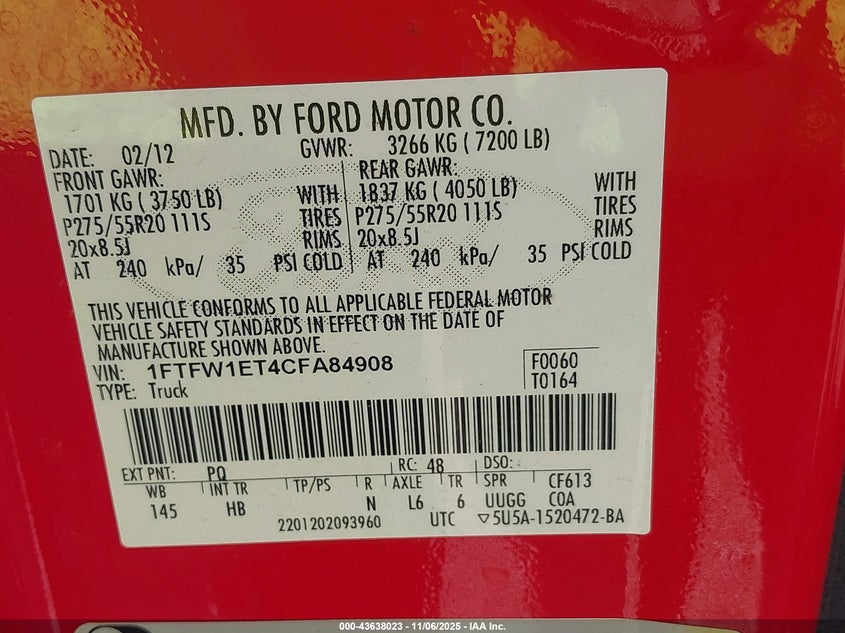 MFD. BY FORD MOTOR CO.
DATE: 02/12 GVWR: 3266 KG ( 7200 LB)
FRONT GAWR: REAR GAWR:
1701 KG ( 3750 LB) WITH 1837 KG ( 4050 LB) WITH
P275/55R20 111S TIRES P275/55R20 111S TIRES
20x8.5J RIMS 20x8.5J RIMS
AT 240 kPa/ 35 PSI COLD AT 240 kPa/ 35 PSI COLD
THIS VEHICLE CONFORMS TO ALL APPLICABLE FEDERAL MOTOR
VEHICLE SAFETY STANDARDS IN EFFECT ON THE DATE OF
MANUFACTURE SHOWN ABOVE.
VIN: 1FTFW1ET4CFA84908 F0060
TYPE: Truck T0164
EXT PNT: PQ RC: 48 DSO:
WB INT TR TP/PS R AXLE TR SPR CF613
145 HB N L6 6 UUGG COA
2201202093960 UTC ▽5U5A-1520472-BA
000-43638023 - 11/06/2025 - IAA Inc.